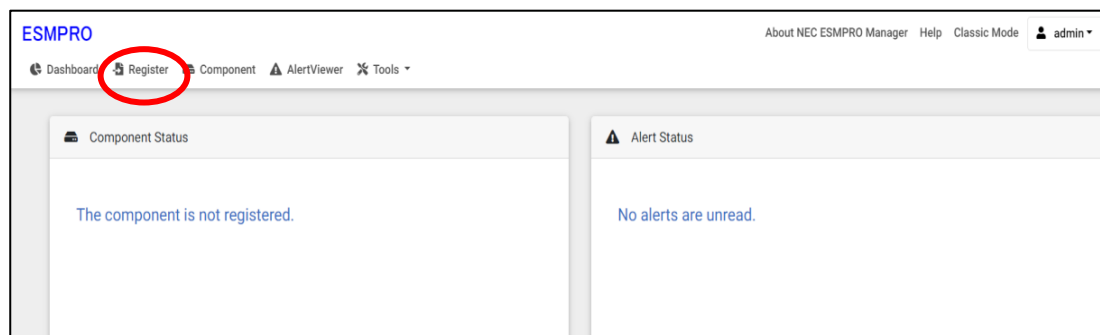 ESMPRO
About NEC ESMPRO Manager Help Classic Mode admin
Dashboard Register Component AlertViewer Tools
Component Status
Alert Status
The component is not registered.
No alerts are unread.